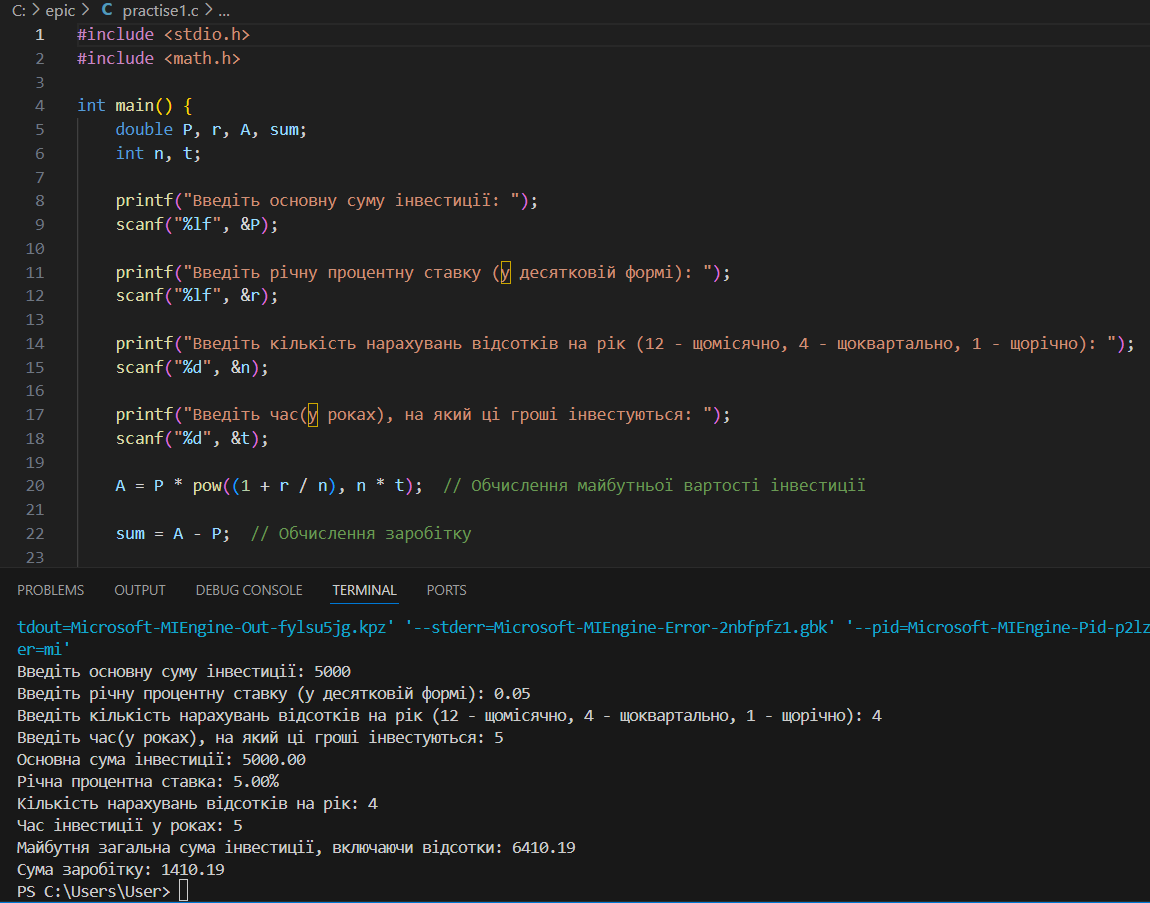 C: > epic > C practise1.c > ...
1 #include <stdio.h>
2 #include <math.h>
3
4 int main() {
5 double P, r, A, sum;
6 int n, t;
7
8 printf("Введіть основну суму інвестиції: ");
9 scanf("%lf", &P);
10
11 printf("Введіть річну процентну ставку (у десятковій формі): ");
12 scanf("%lf", &r);
13
14 printf("Введіть кількість нарахувань відсотків на рік (12 - щомісячно, 4 - щоквартально, 1 - щорічно): ");
15 scanf("%d", &n);
16
17 printf("Введіть час(у роках), на який ці гроші інвестуються: ");
18 scanf("%d", &t);
19
20 A = P * pow((1 + r / n), n * t);  // Обчислення майбутньої вартості інвестиції
21
22 sum = A - P;  // Обчислення заробітку
23
PROBLEMS OUTPUT DEBUG CONSOLE TERMINAL PORTS
tdout=Microsoft-MIEngine-Out-fylsu5jg.kpz' '--stderr=Microsoft-MIEngine-Error-2nbfpfz1.gbk' '--pid=Microsoft-MIEngine-Pid-p2lz
er=mi'
Введіть основну суму інвестиції: 5000
Введіть річну процентну ставку (у десятковій формі): 0.05
Введіть кількість нарахувань відсотків на рік (12 - щомісячно, 4 - щоквартально, 1 - щорічно): 4
Введіть час(у роках), на який ці гроші інвестуються: 5
Основна сума інвестиції: 5000.00
Річна процентна ставка: 5.00%
Кількість нарахувань відсотків на рік: 4
Час інвестиції у роках: 5
Майбутня загальна сума інвестиції, включаючи відсотки: 6410.19
Сума заробітку: 1410.19
PS C:\Users\User>